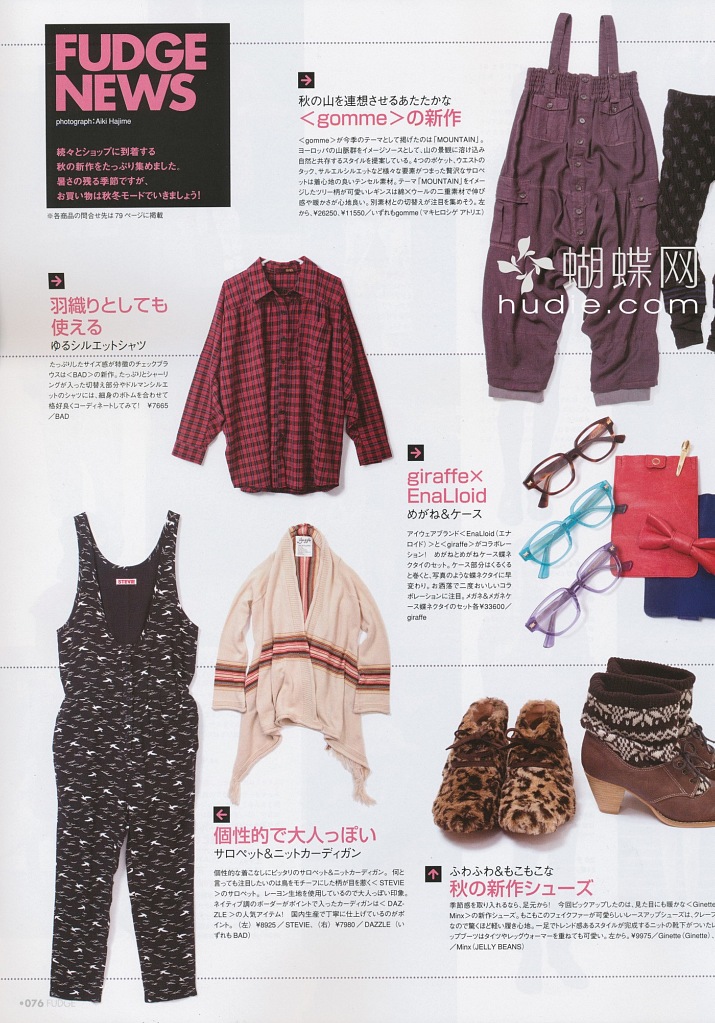 FUDGE
NEWS
photograph:Aiki Hajime
続々とショップに到着する
秋の新作をたっぷり集めました。
暑さの残る季節ですが、
お買い物は秋冬モードでいきましょう!
※各商品の問合せ先は79ページに掲載
秋の山を連想させるあたたかな
<gomme>の新作
<gomme>が今季のテーマとして掲げたのは「MOUNTAIN」。
ヨーロッパの山脈群をイメージソースとして、山の景観に溶け込み
自然と共存するスタイルを提案している。4つのポケット、ウエストの
タック、サルエルシルエットなど様々な要素がつまった贅沢なサロペ
ットは着心地の良いテンセル素材。テーマ「MOUNTAIN」をイメー
ジしたツリー柄が可愛いレギンスは綿×ウールの二重素材で伸び
感や暖かさが心地良い。別素材との切替えが注目を集めそう。左
から、¥26250、¥11550/いずれもgomme(マキヒロシゲ アトリエ)
蝴蝶网
hudie.com
羽織りとしても
使える
ゆるシルエットシャツ
たっぷりしたサイズ感が特徴のチェックブラ
ウスは<BAD>の新作。たっぷりとシャーリ
ングが入った切替え部分やドルマンシルエ
ットのシャツには、細身のボトムを合わせて
格好良くコーディネートしてみて! ¥7665
/BAD
giraffe×
EnaLloid
めがね&ケース
アイウェアブランド<EnaLloid(エナ
ロイド)>と<giraffe>がコラボレー
ション! めがねとめがねケース蝶ネ
クタイのセット。ケース部分はくるくる
と巻くと、写真のような蝶ネクタイに早
変わり。お洒落で二度おいしいコラ
ボレーションに注目。メガネ&メガネケ
ース蝶ネクタイのセット各¥33600/
giraffe
STEVIE
個性的で大人っぽい
サロペット&ニットカーディガン
個性的な着こなしにピッタリのサロペット&ニットカーディガン。 何と
言っても注目したいのは鳥をモチーフにした柄が目を惹く<STEVIE
>のサロペット。 レーヨン生地を使用しているので大人っぽい印象。
ネイティブ調のボーダーがポイントで入ったカーディガンは<DAZ-
ZLE>の人気アイテム! 国内生産で丁寧に仕上げているのがポ
イント。(左)¥8925/STEVIE、(右)¥7980/DAZZLE(い
ずれもBAD)
ふわふわ&もこもこな
秋の新作シューズ
季節感を取り入れるなら、足元から! 今回ピックアップしたのは、見た目にも暖かな<Ginette
Minx>の新作シューズ。もこもこのフェイクファーが可愛らしいレースアップシューズは、クレープ
なので驚くほど軽い履き心地。一足でトレンド感あるスタイルが完成するニットの靴下がついたレ
ップブーツはタイツやレッグウォーマーを重ねても可愛い。左から。¥9975/Ginette(Ginette)、
/Minx(JELLY BEANS)
076 FUDGE